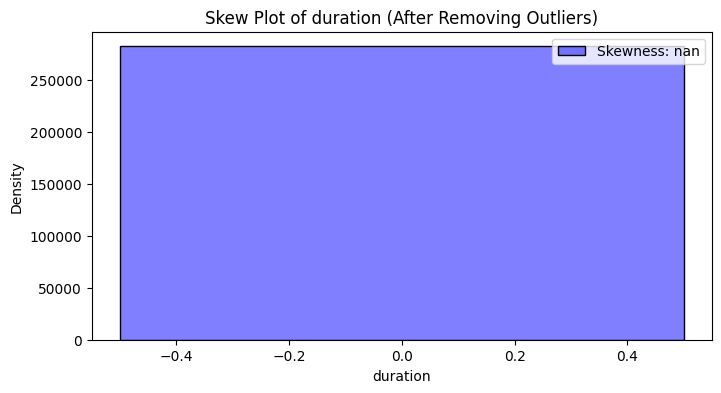 Skew Plot of duration (After Removing Outliers)
Skewness: nan
Density
250000
200000
150000
100000
50000
0
−0.4
−0.2
0.0
0.2
0.4
duration